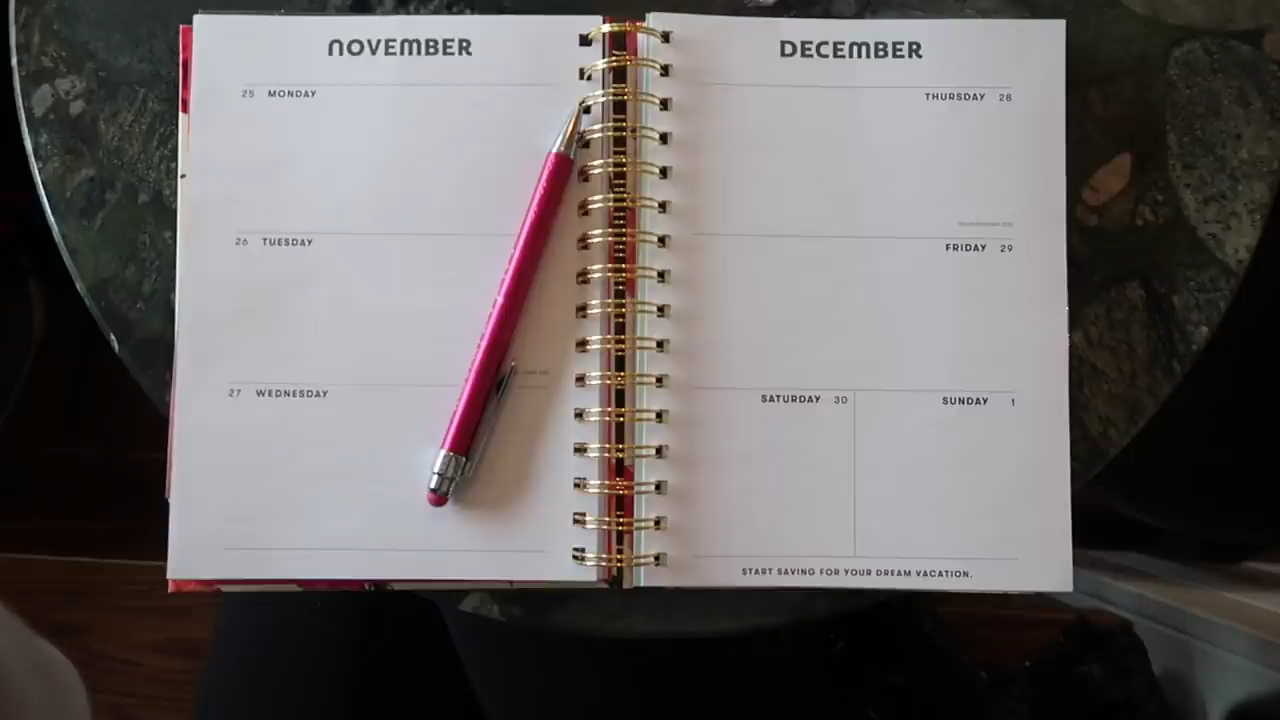 NOVEMBER
25 MONDAY
26 TUESDAY
27 WEDNESDAY
DECEMBER
THURSDAY 28
FRIDAY 29
SATURDAY 30
SUNDAY 1
START SAVING FOR YOUR DREAM VACATION.